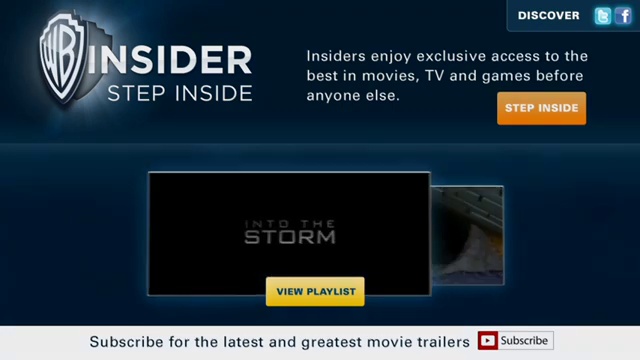 DISCOVER
WB INSIDER
STEP INSIDE
Insiders enjoy exclusive access to the
best in movies, TV and games before
anyone else.
STEP INSIDE
INTO THE
STORM
VIEW PLAYLIST
Subscribe for the latest and greatest movie trailers
Subscribe